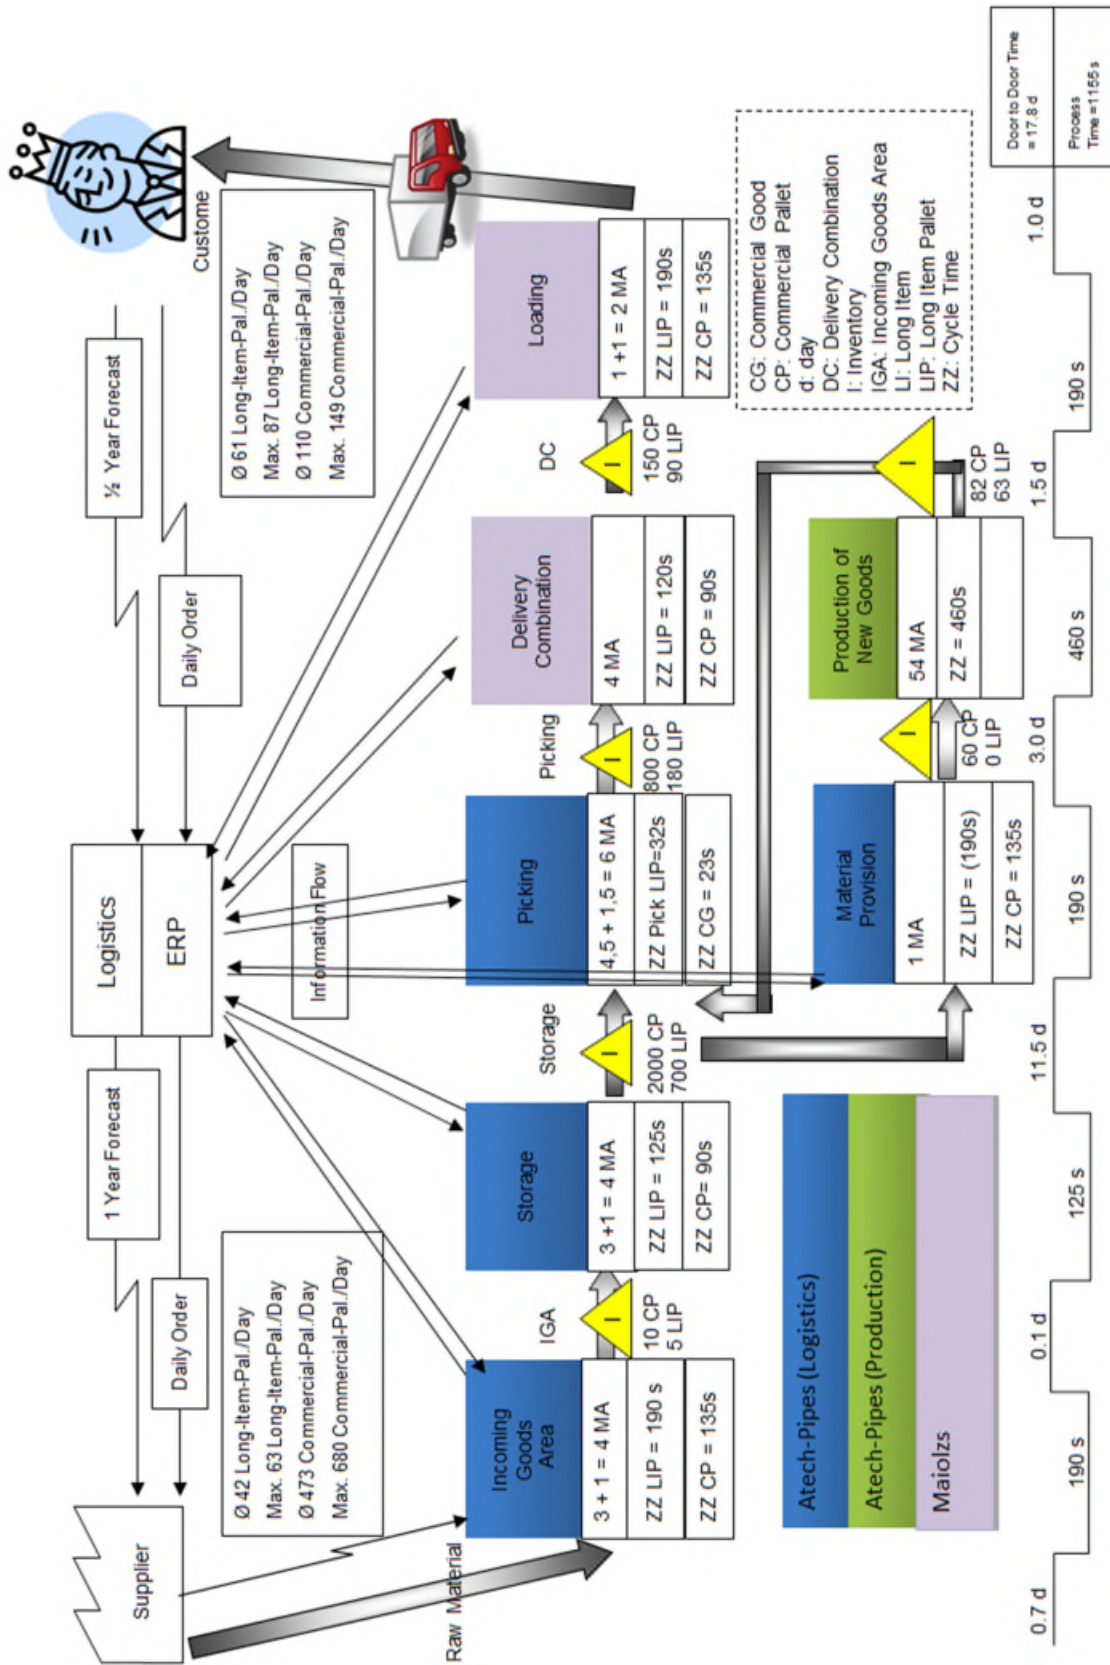 Supplier
1 Year Forecast
Daily Order
Logistics
ERP
½ Year Forecast
Daily Order
Custome
Ø 42 Long-Item-Pal./Day
Max. 63 Long-Item-Pal./Day
Ø 473 Commercial-Pal./Day
Max. 680 Commercial-Pal./Day
Information Flow
Ø 61 Long-Item-Pal./Day
Max. 87 Long-Item-Pal./Day
Ø 110 Commercial-Pal./Day
Max. 149 Commercial-Pal./Day
Raw Material
Incoming
Goods
Area
3 + 1 = 4 MA
ZZ LIP = 190 s
ZZ CP = 135s
IGA
I
10 CP
5 LIP
Storage
3 +1 = 4 MA
ZZ LIP = 125s
ZZ CP= 90s
Storage
I
2000 CP
700 LIP
Picking
4,5 + 1,5 = 6 MA
ZZ Pick LIP=32s
ZZ CG = 23s
Picking
I
800 CP
180 LIP
Delivery
Combination
4 MA
ZZ LIP = 120s
ZZ CP = 90s
DC
I
150 CP
90 LIP
Loading
1 +1 = 2 MA
ZZ LIP = 190s
ZZ CP = 135s
Atech-Pipes (Logistics)
Atech-Pipes (Production)
Maiolzs
Material
Provision
1 MA
ZZ LIP = (190s)
ZZ CP = 135s
I
60 CP
0 LIP
Production of
New Goods
54 MA
ZZ = 460s
I
82 CP
63 LIP
CG: Commercial Good
CP: Commercial Pallet
d: day
DC: Delivery Combination
I: Inventory
IGA: Incoming Goods Area
LI: Long Item
LIP: Long Item Pallet
ZZ: Cycle Time
0.7 d
190 s
0.1 d
125 s
11.5 d
190 s
3.0 d
460 s
1.5 d
190 s
1.0 d
Door to Door Time
= 17.8 d
Process
Time =1155 s